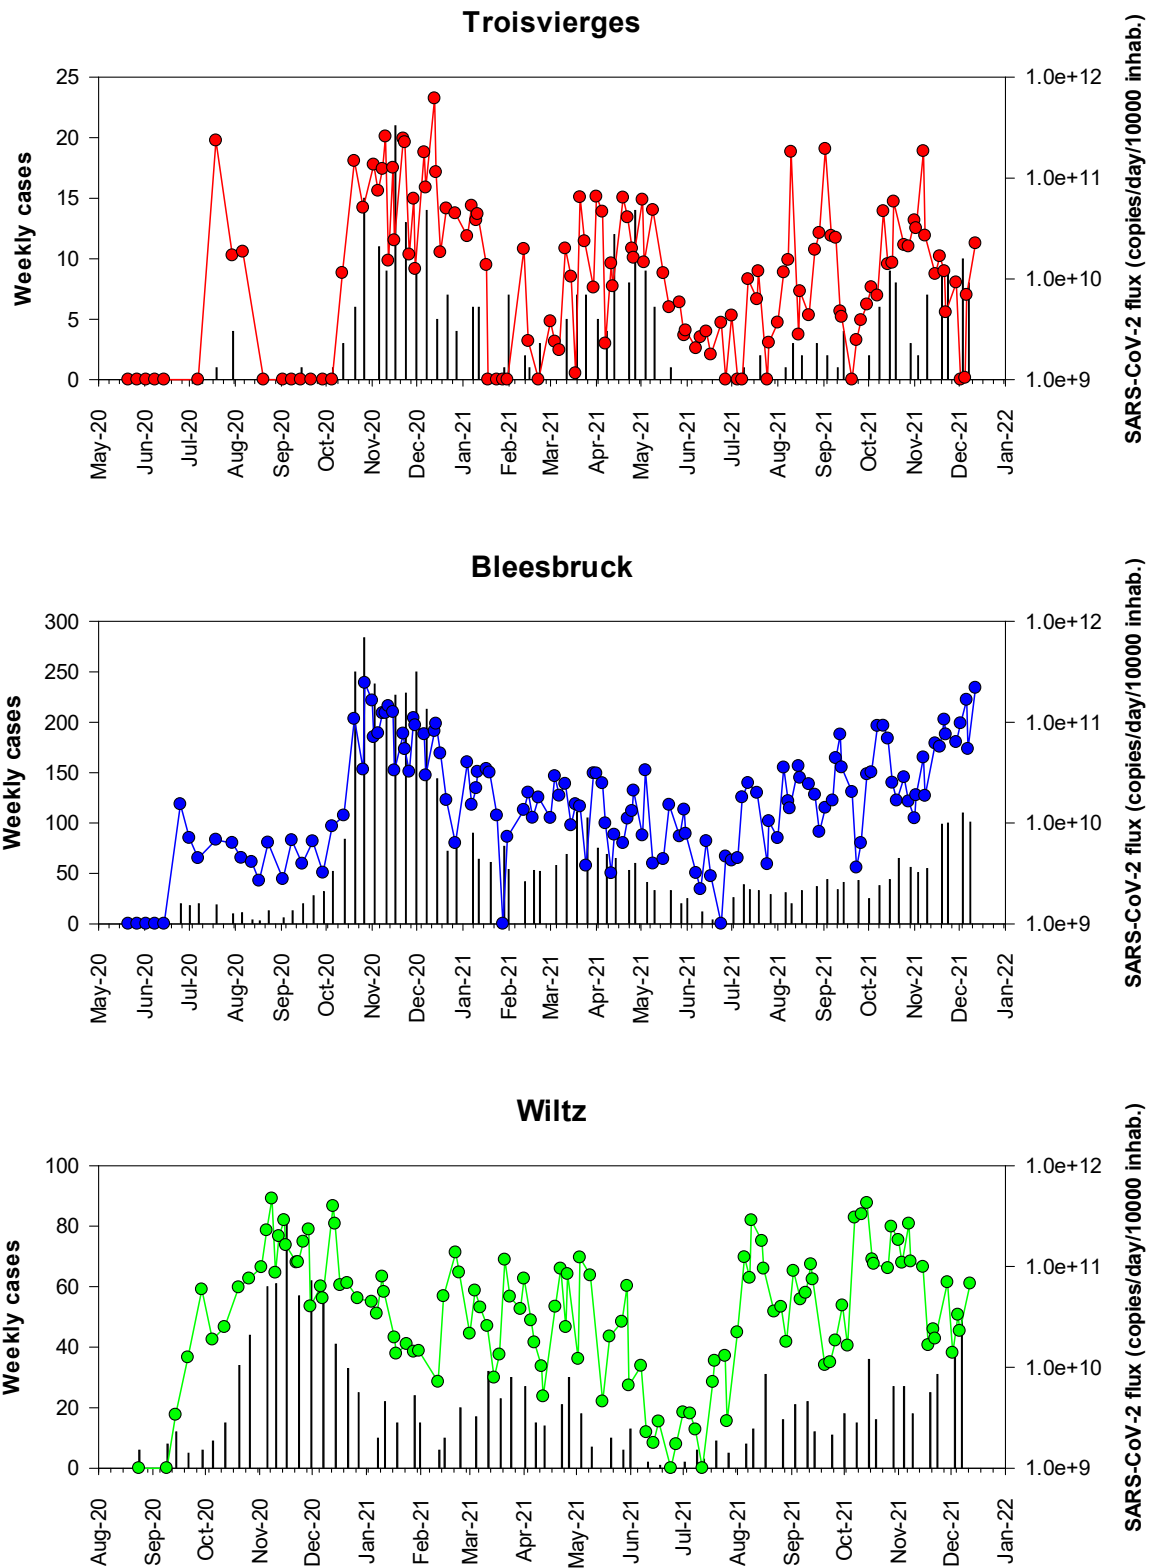 Troisvierges
25
20
15
10
5
0
Weekly cases
1.0e+12
1.0e+11
1.0e+10
1.0e+9
SARS-CoV-2 flux (copies/day/10000 inhab.)
May-20 Jun-20 Jul-20 Aug-20 Sep-20 Oct-20 Nov-20 Dec-20 Jan-21 Feb-21 Mar-21 Apr-21 May-21 Jun-21 Jul-21 Aug-21 Sep-21 Oct-21 Nov-21 Dec-21 Jan-22
Bleesbruck
300
250
200
150
100
50
0
Weekly cases
1.0e+12
1.0e+11
1.0e+10
1.0e+9
SARS-CoV-2 flux (copies/day/10000 inhab.)
May-20 Jun-20 Jul-20 Aug-20 Sep-20 Oct-20 Nov-20 Dec-20 Jan-21 Feb-21 Mar-21 Apr-21 May-21 Jun-21 Jul-21 Aug-21 Sep-21 Oct-21 Nov-21 Dec-21 Jan-22
Wiltz
100
80
60
40
20
0
Weekly cases
1.0e+12
1.0e+11
1.0e+10
1.0e+9
SARS-CoV-2 flux (copies/day/10000 inhab.)
Aug-20 Sep-20 Oct-20 Nov-20 Dec-20 Jan-21 Feb-21 Mar-21 Apr-21 May-21 Jun-21 Jul-21 Aug-21 Sep-21 Oct-21 Nov-21 Dec-21 Jan-22